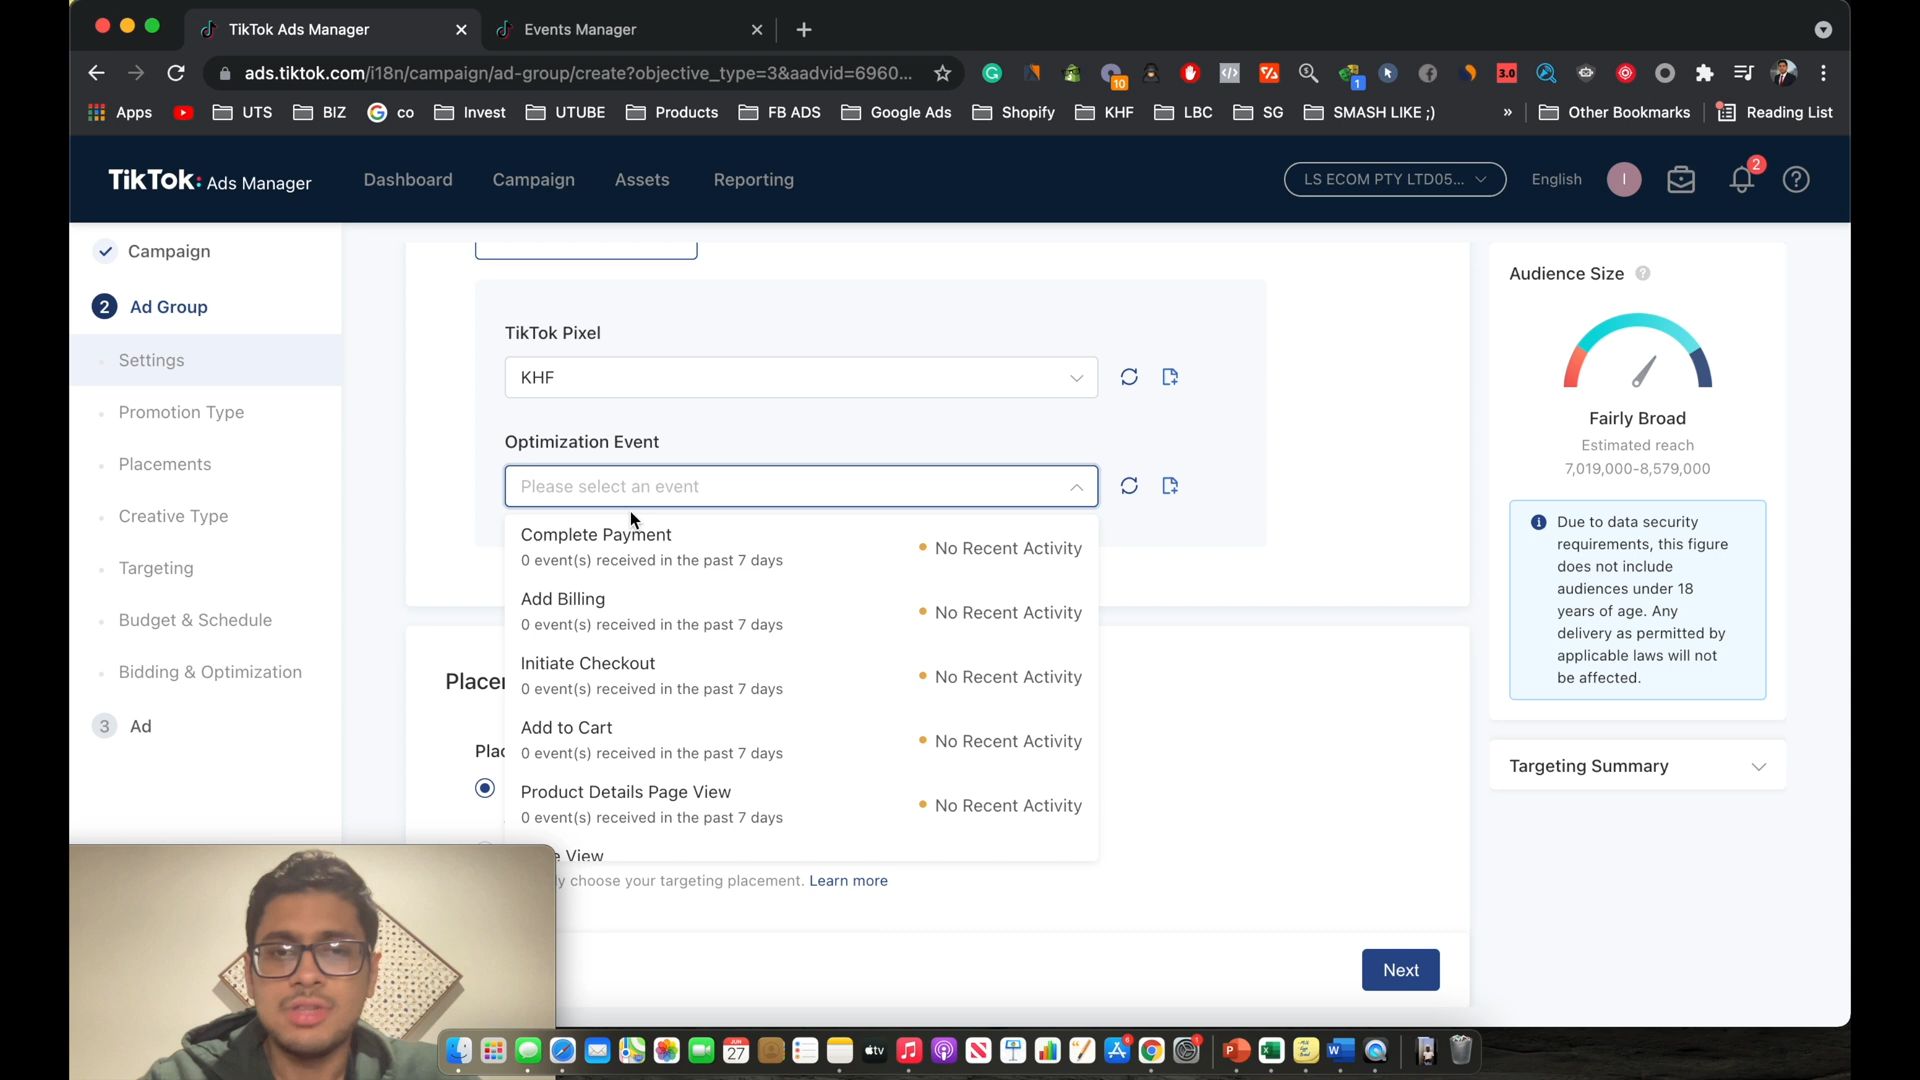 TikTok Ads Manager
Events Manager
ads.tiktok.com/i18n/campaign/ad-group/create?objective_type=3&aadvid=6960...
10
3.0
1
Apps
UTS
BIZ
co
Invest
UTUBE
Products
FB ADS
Google Ads
Shopify
KHF
LBC
SG
SMASH LIKE ;)
»
Other Bookmarks
Reading List
TikTok: Ads Manager
Dashboard
Campaign
Assets
Reporting
LS ECOM PTY LTD05...
English
I
2
Campaign
2 Ad Group
Settings
Promotion Type
Placements
Creative Type
Targeting
Budget & Schedule
Bidding & Optimization
3 Ad
TikTok Pixel
KHF
Optimization Event
Please select an event
Complete Payment
0 event(s) received in the past 7 days
No Recent Activity
Add Billing
0 event(s) received in the past 7 days
No Recent Activity
Initiate Checkout
0 event(s) received in the past 7 days
No Recent Activity
Add to Cart
0 event(s) received in the past 7 days
No Recent Activity
Product Details Page View
0 event(s) received in the past 7 days
No Recent Activity
View
choose your targeting placement. Learn more
Next
Audience Size
Fairly Broad
Estimated reach
7,019,000-8,579,000
Due to data security
requirements, this figure
does not include
audiences under 18
years of age. Any
delivery as permitted by
applicable laws will not
be affected.
Targeting Summary
JUN
27
tv
6
1